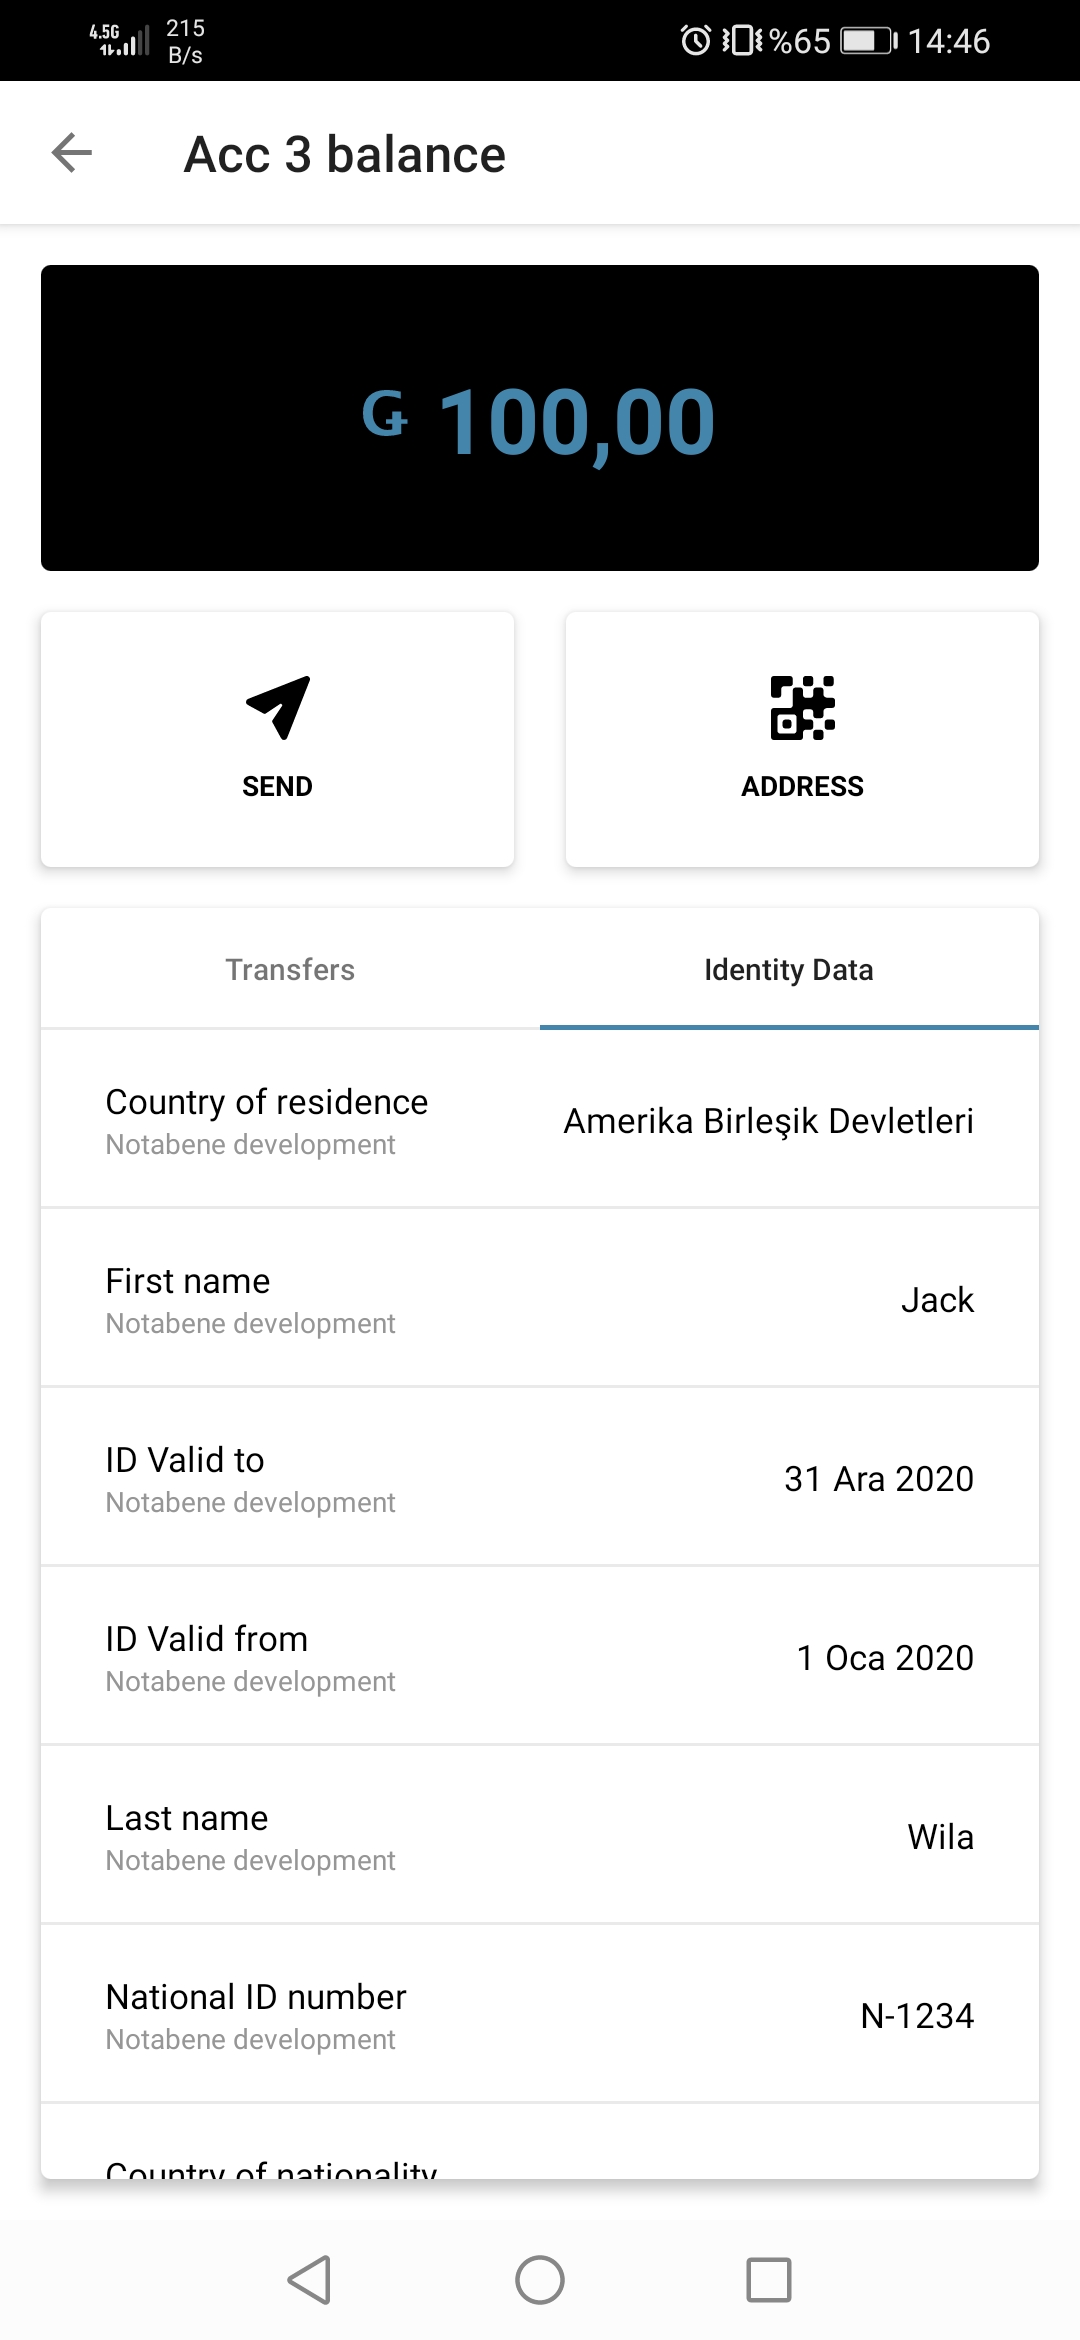 4.5G 215 B/s %65 14:46
Acc 3 balance
Ǥ 100,00
SEND
ADDRESS
Transfers
Identity Data
Country of residence
Notabene development
Amerika Birleşik Devletleri
First name
Notabene development
Jack
ID Valid to
Notabene development
31 Ara 2020
ID Valid from
Notabene development
1 Oca 2020
Last name
Notabene development
Wila
National ID number
Notabene development
N-1234
Country of nationality